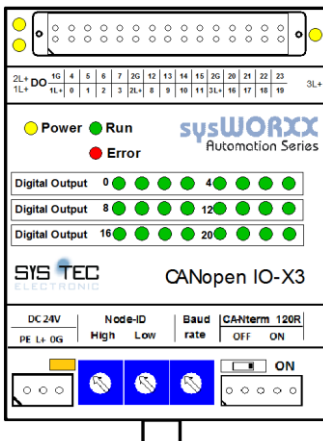 2L+ DO 1G 4 5 6 7 2G 12 13 14 15 2G 20 21 22 23 3L+
1L+ 1L+ 0 1 2 3 2L+ 8 9 10 11 3L+ 16 17 18 19
Power Run
Error
sysWORXX
Automation Series
Digital Output 0 4
Digital Output 8 12
Digital Output 16 20
SYS TEC
ELECTRONIC
CANopen IO-X3
DC 24V Node-ID Baud CANterm 120R
PE L+ 0G High Low rate OFF ON
ON